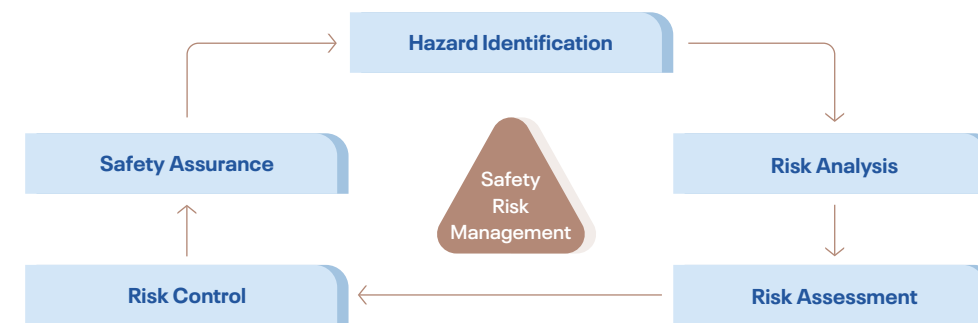 Hazard Identification
Safety Assurance
Risk Analysis
Safety
Risk
Management
Risk Control
Risk Assessment